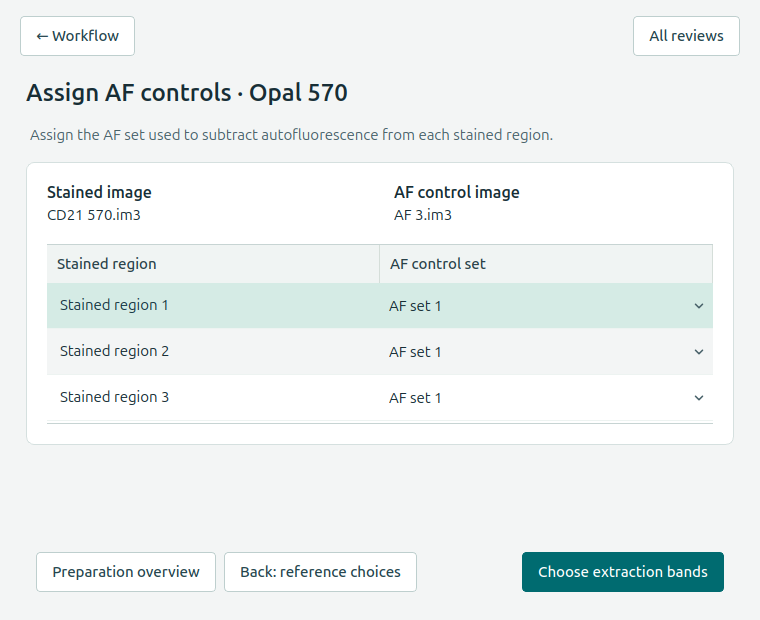 ← Workflow
All reviews
Assign AF controls · Opal 570
Assign the AF set used to subtract autofluorescence from each stained region.
Stained image
AF control image
CD21 570.im3
AF 3.im3
Stained region
AF control set
Stained region 1
AF set 1
Stained region 2
AF set 1
Stained region 3
AF set 1
Preparation overview
Back: reference choices
Choose extraction bands